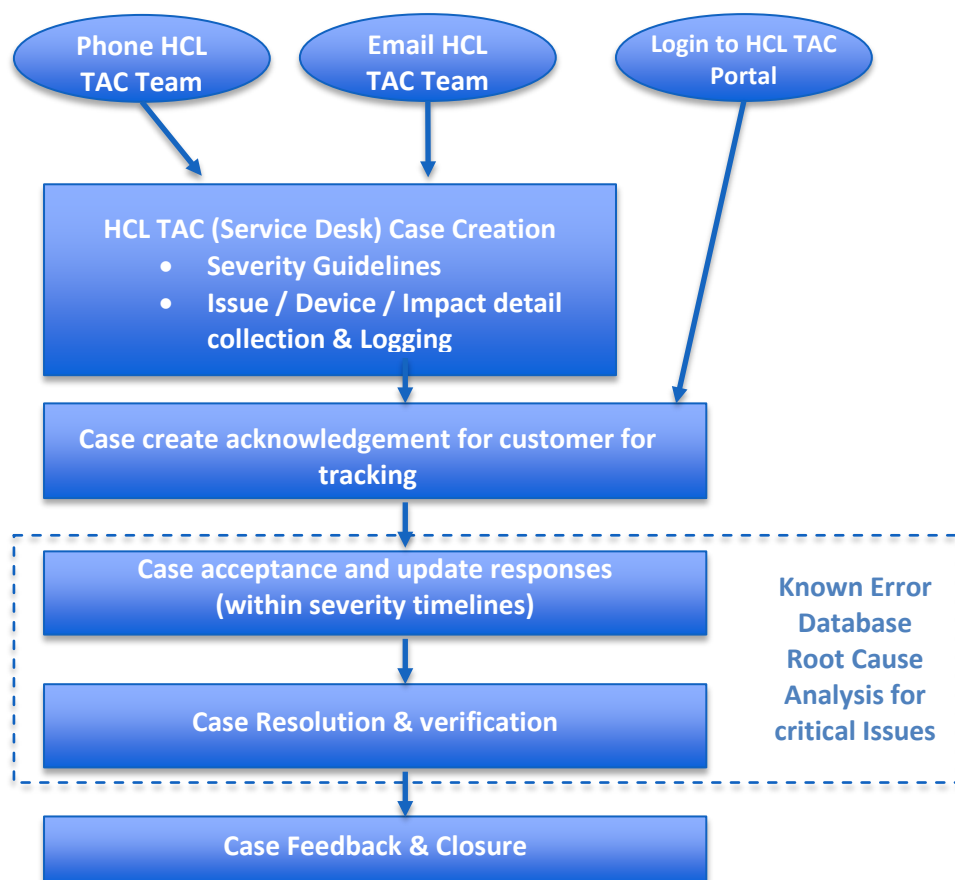 Phone HCL
TAC Team
Email HCL
TAC Team
Login to HCL TAC
Portal
HCL TAC (Service Desk) Case Creation
• Severity Guidelines
• Issue / Device / Impact detail
collection & Logging
Case create acknowledgement for customer for
tracking
Case acceptance and update responses
(within severity timelines)
Known Error
Database
Root Cause
Analysis for
critical Issues
Case Resolution & verification
Case Feedback & Closure